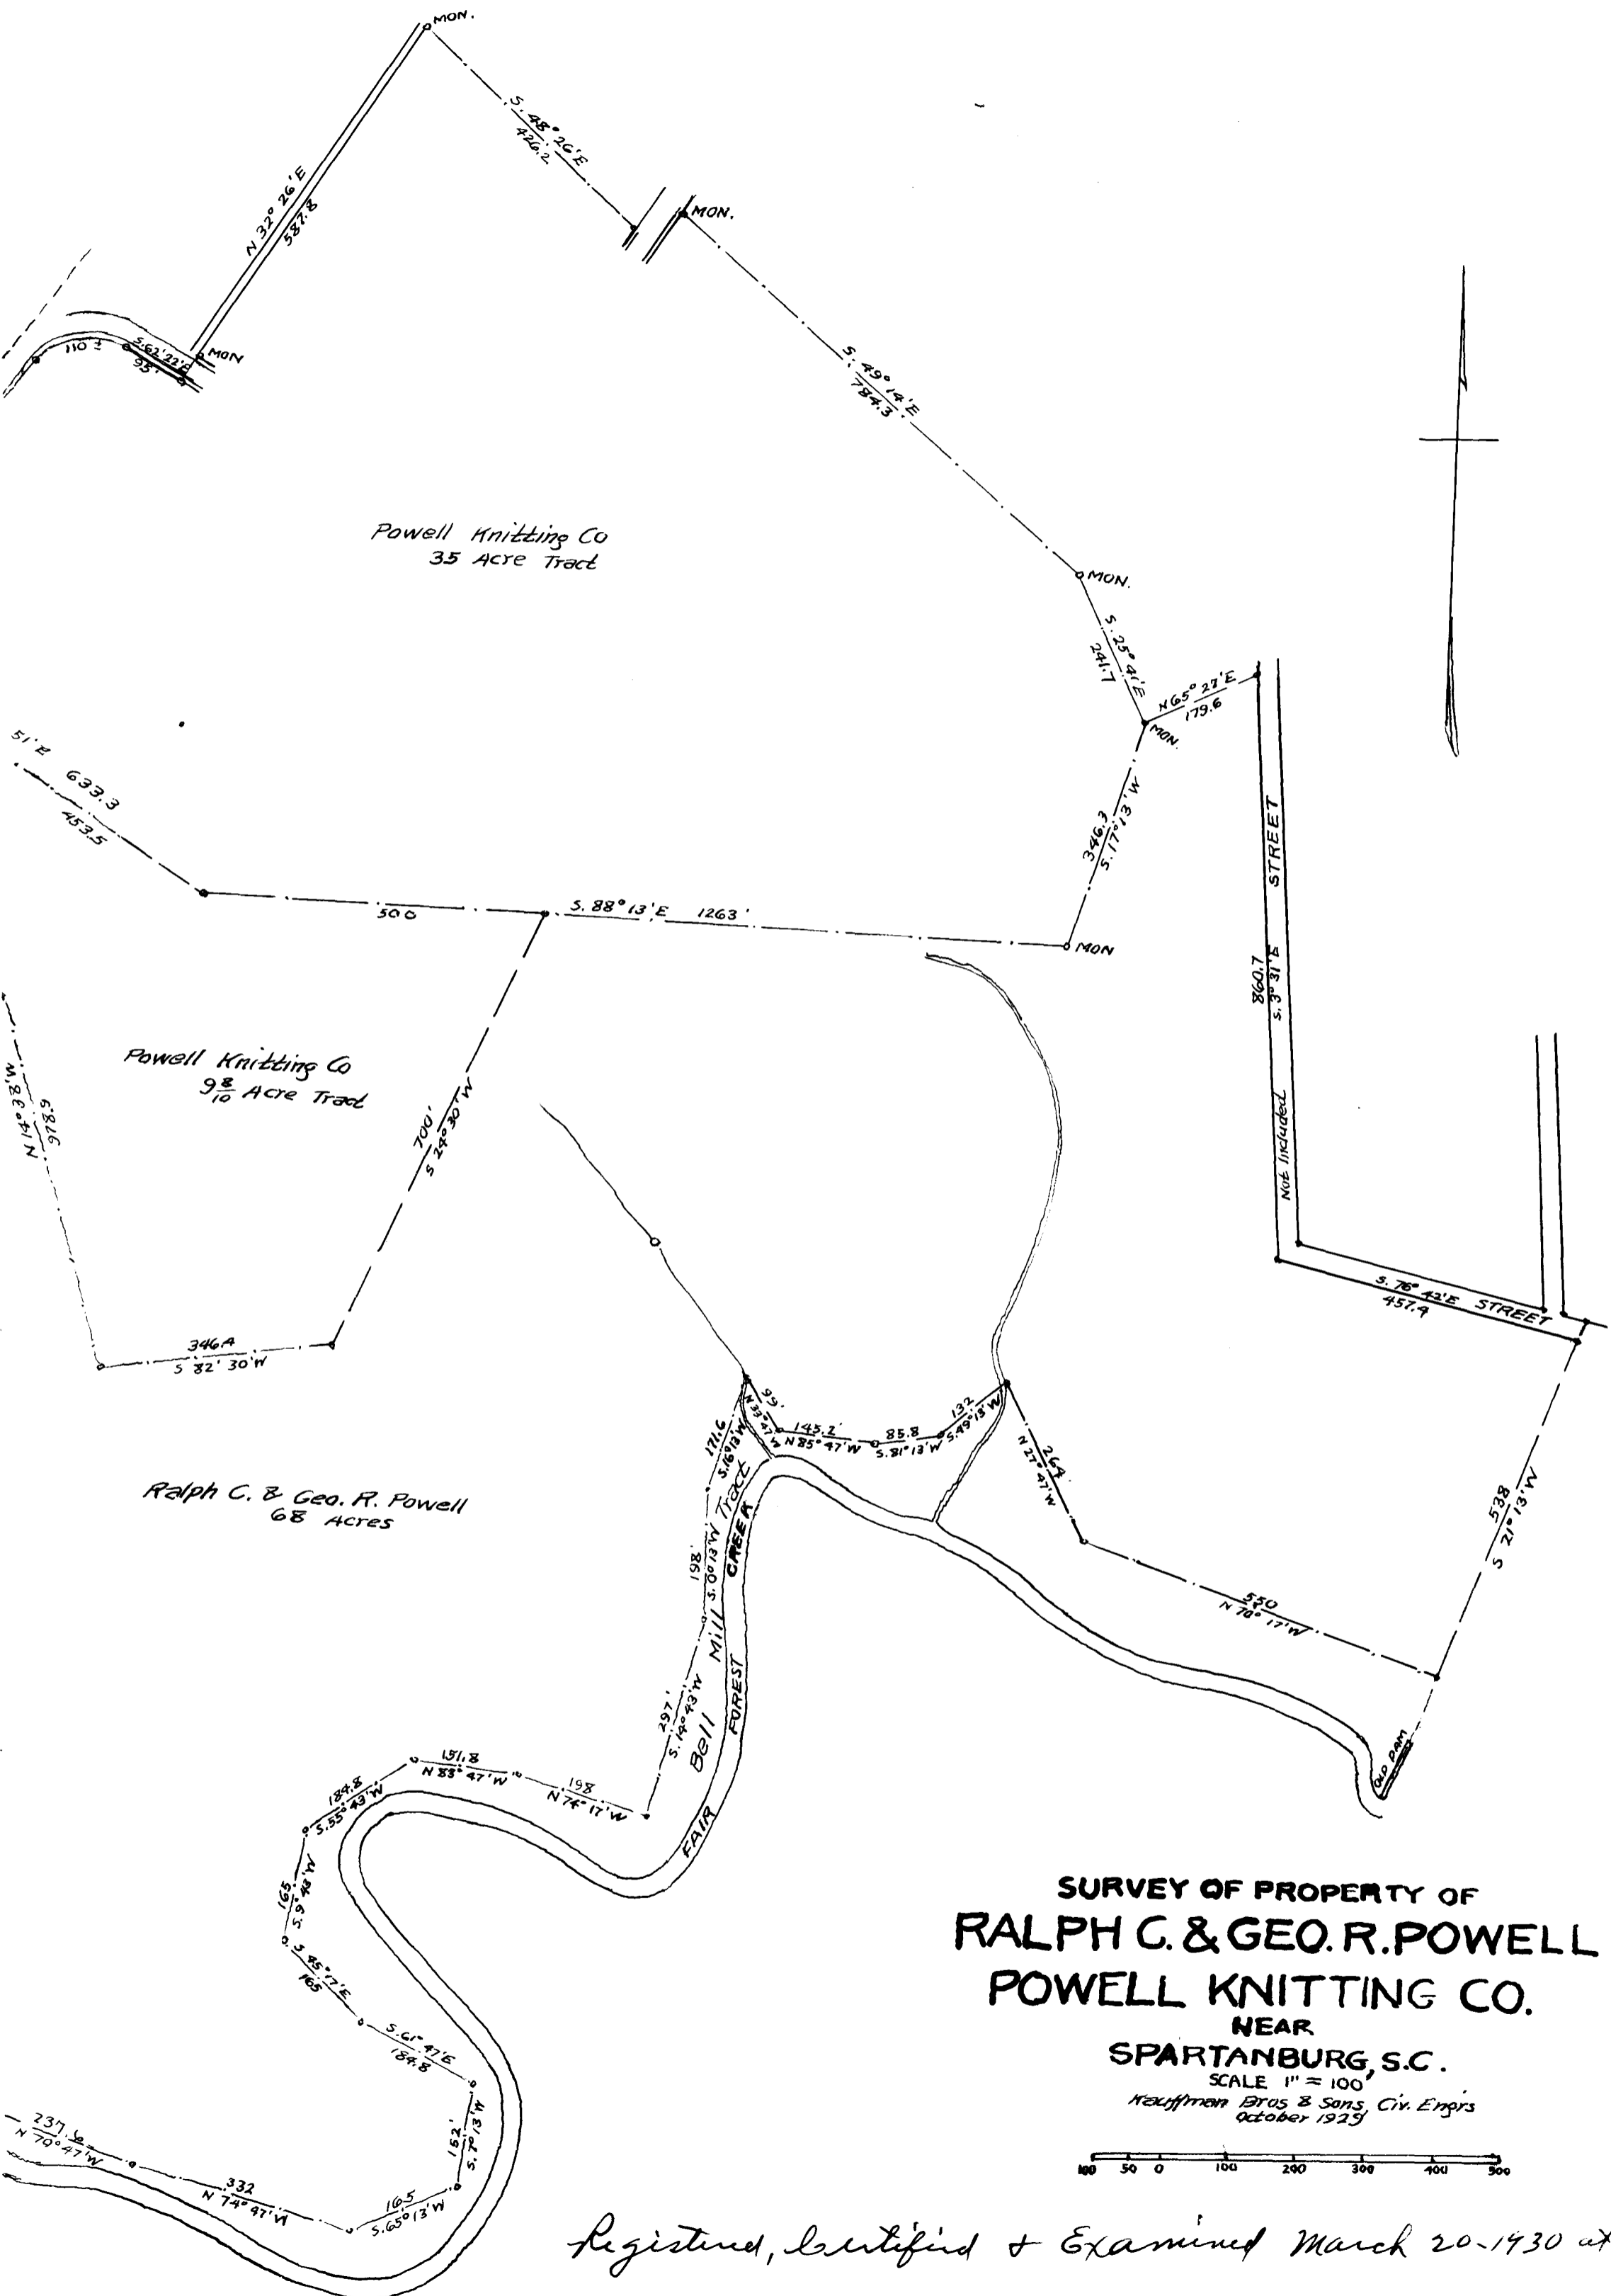 MON.
S. 48° 26' E
426.2
N 32° 26' E
587.8
MON.
110 ±
S. 62' 22' E
95'
MON
S. 49° 14' E
784.3
Powell Knitting Co
35 Acre Tract
MON.
S. 25° 41' E
241.7
N 65° 27' E
179.6
MON.
51' E 633.3
453.5
346.3
S. 17° 13' W
STREET
500
S. 88° 13' E 1263'
MON
860.7
S. 3° 31' E
Not Included
N 14° 38' W
978.9
Powell Knitting Co
9 8/10 Acre Tract
700'
S 24° 30' W
S. 76° 42' E STREET
457.4
346.4
S 82' 30' W
99'
N 33° 47' W
145.2'
N 85° 47' W
85.8
S. 81° 13' W
132
S. 49° 13' W
264
N 27° 47' W
171.6
S. 16° 13' W
538
S 21° 13' W
Ralph C. & Geo. R. Powell
68 Acres
198'
S. 0° 13' W
Bell Mill Tract
FAIR FOREST CREEK
550
N 70° 17' W
297'
S. 14° 43' W
OLD DAM
151.8
N 83° 47' W
198
N 74° 17' W
184.8
S. 55° 43' W
165
S. 9° 43' W
S 45° 17' E
165
S. 61° 47' E
184.8
152'
S. 7° 13' W
237.6
N 70° 47' W
332
N 74° 47' W
165
S. 65° 13' W
SURVEY OF PROPERTY OF
RALPH C. & GEO. R. POWELL
POWELL KNITTING CO.
NEAR
SPARTANBURG, S.C.
SCALE 1" = 100'
Kauffman Bros & Sons, Civ. Engrs
October 1929
100 50 0 100 200 300 400 500
Registered, Certified & Examined March 20-1930 at